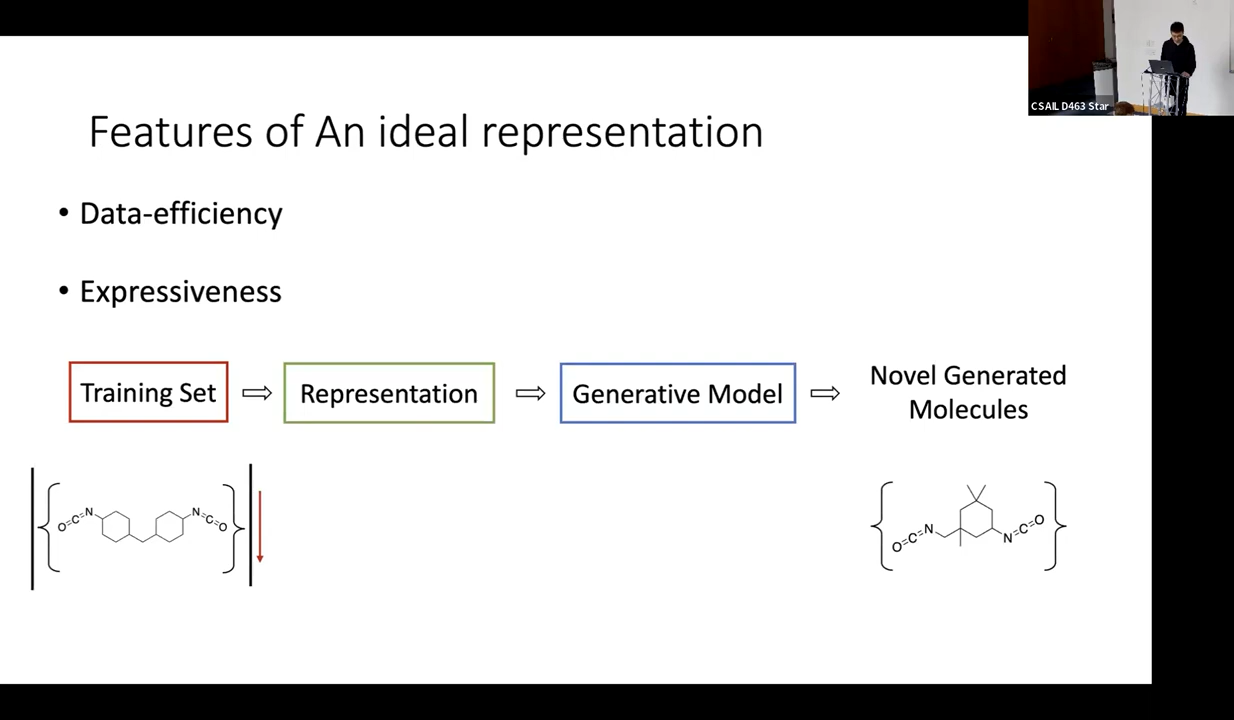 CSAIL D463 Star
Features of An ideal representation
• Data-efficiency
• Expressiveness
Training Set
Representation
Generative Model
Novel Generated
Molecules
O=C=N
N=C=O
O=C=N
N=C=O